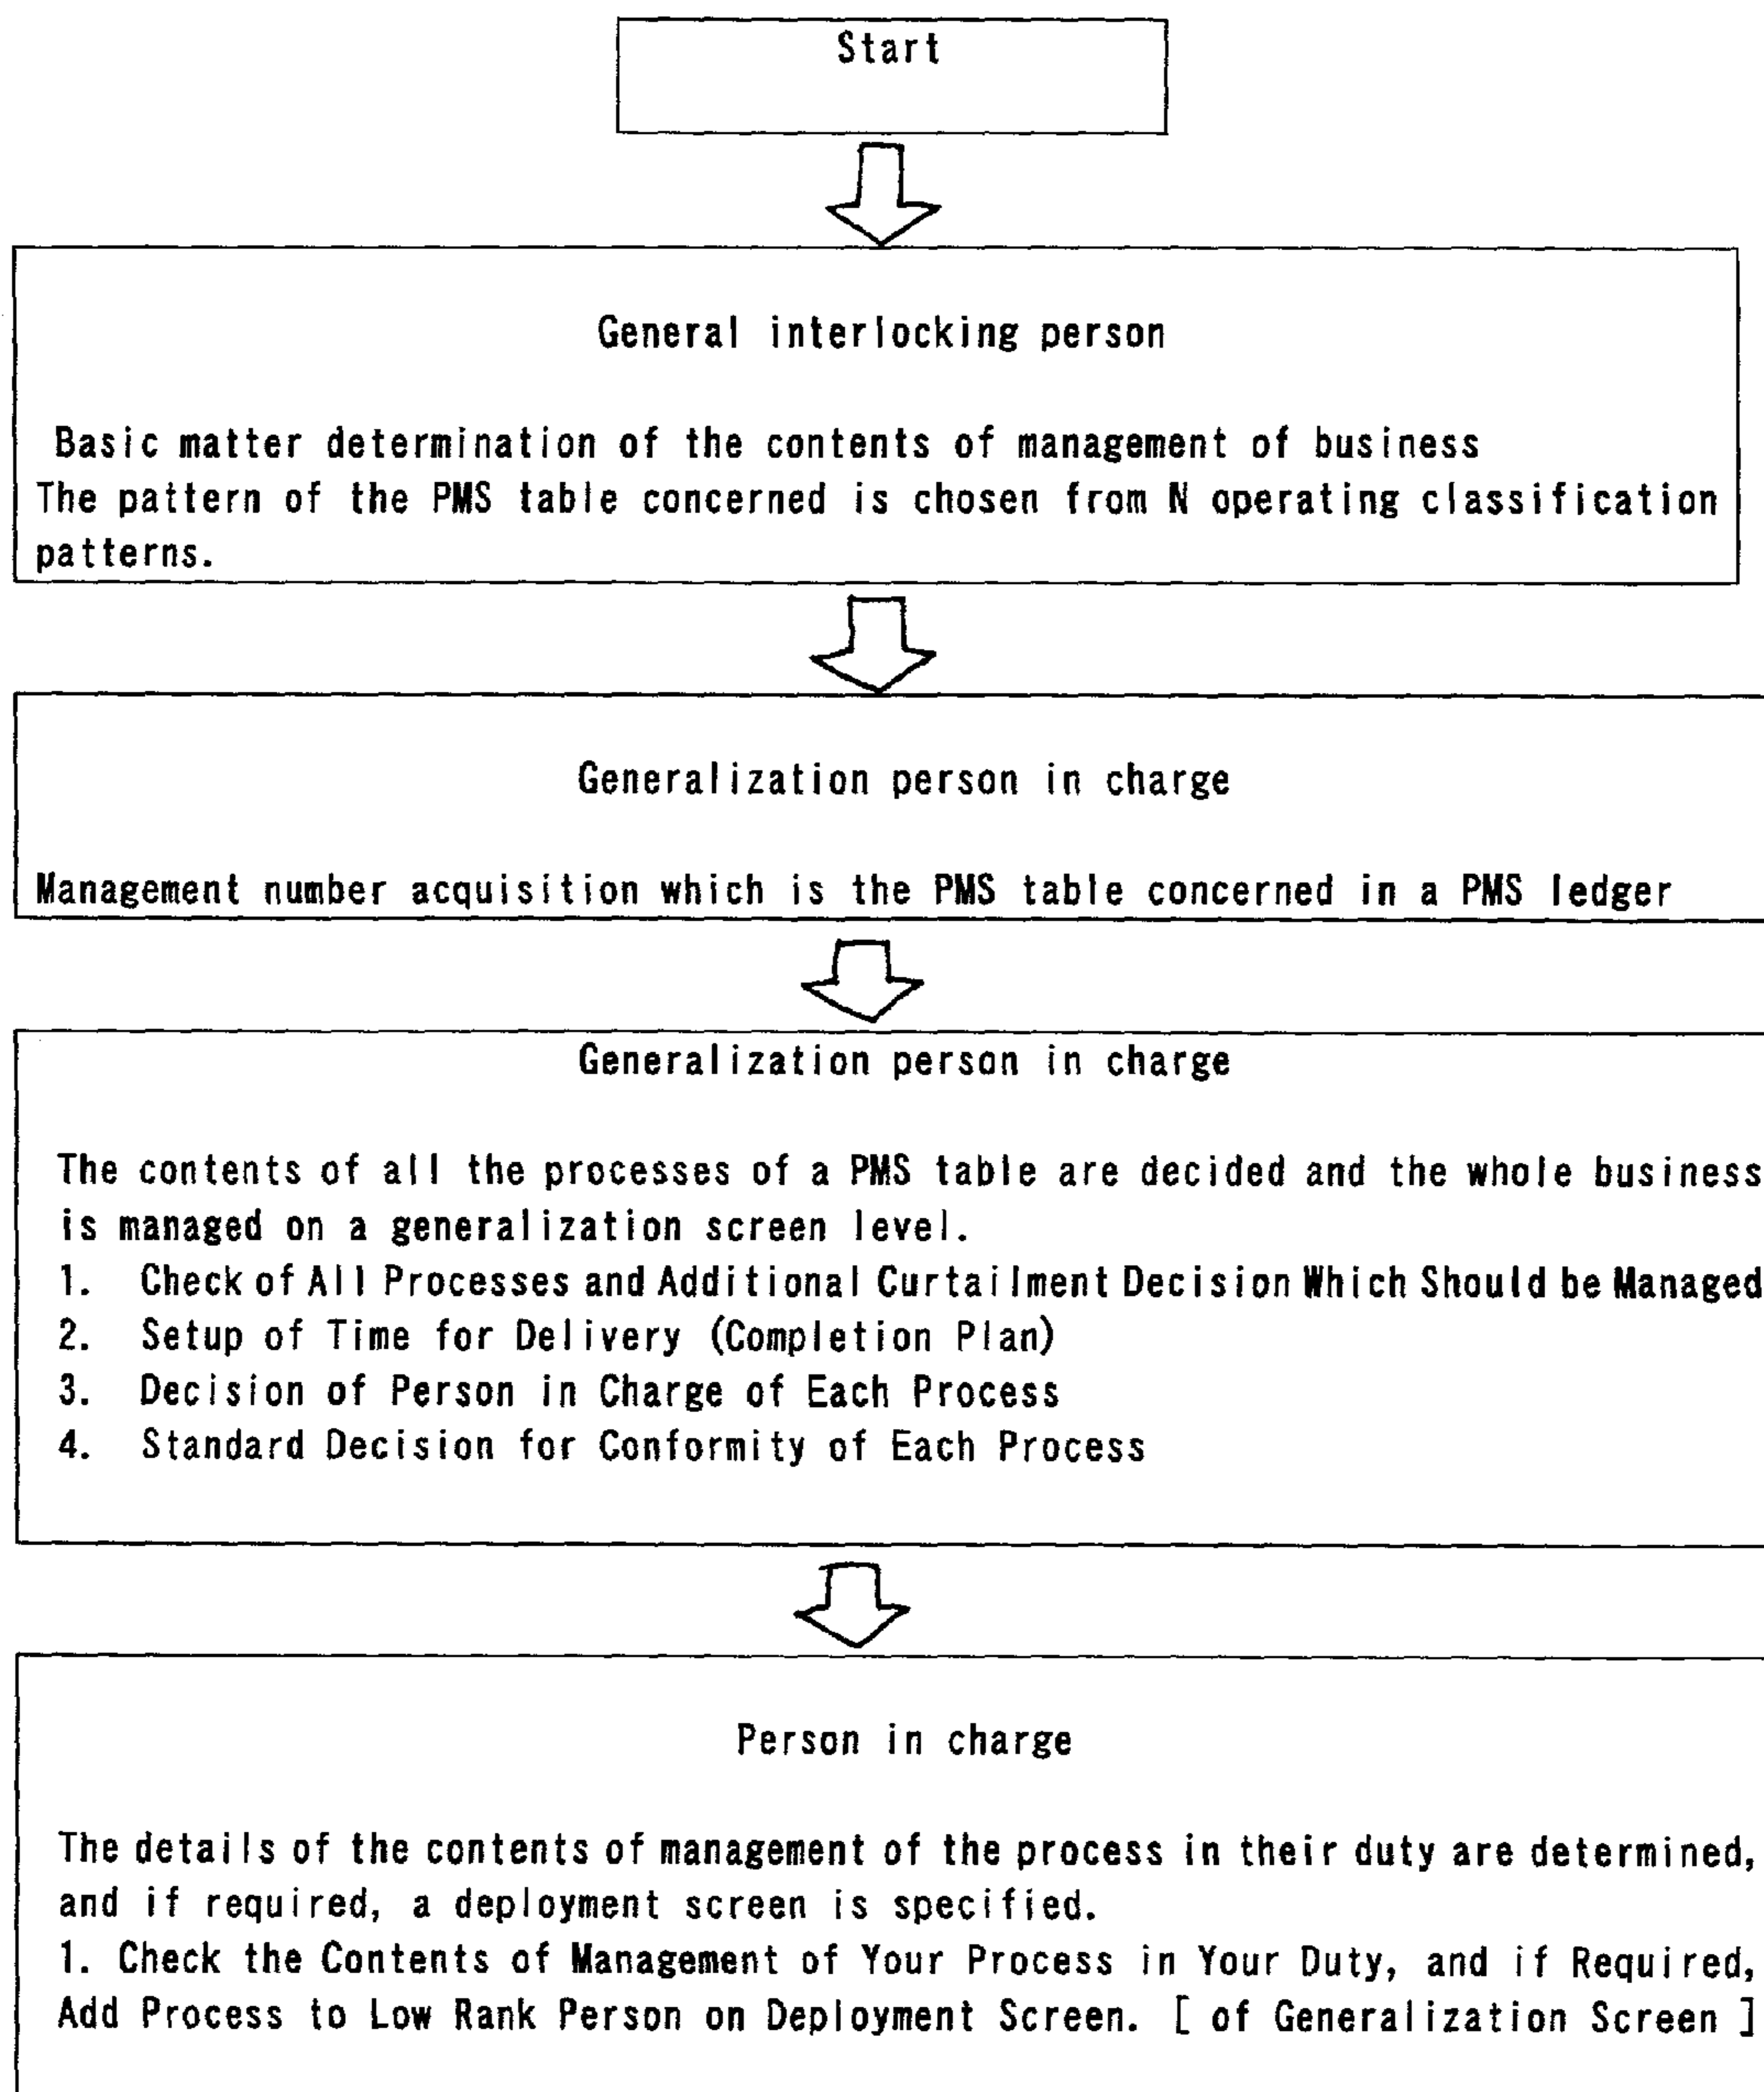 Start
General interlocking person
Basic matter determination of the contents of management of business
The pattern of the PMS table concerned is chosen from N operating classification
patterns.
Generalization person in charge
Management number acquisition which is the PMS table concerned in a PMS ledger
Generalization person in charge
The contents of all the processes of a PMS table are decided and the whole business
is managed on a generalization screen level.
1. Check of All Processes and Additional Curtailment Decision Which Should be Managed
2. Setup of Time for Delivery (Completion Plan)
3. Decision of Person in Charge of Each Process
4. Standard Decision for Conformity of Each Process
Person in charge
The details of the contents of management of the process in their duty are determined,
and if required, a deployment screen is specified.
1. Check the Contents of Management of Your Process in Your Duty, and if Required,
Add Process to Low Rank Person on Deployment Screen. [ of Generalization Screen ]